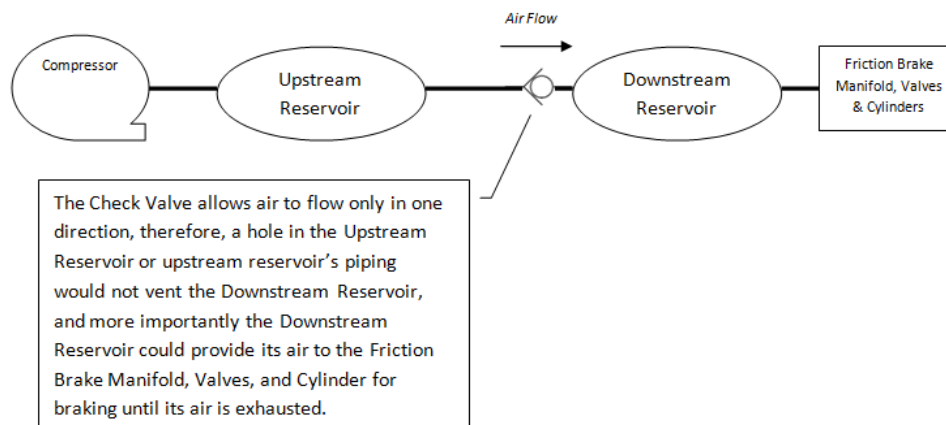 Air Flow
Compressor
Upstream
Reservoir
Downstream
Reservoir
Friction Brake
Manifold, Valves
& Cylinders
The Check Valve allows air to flow only in one
direction, therefore, a hole in the Upstream
Reservoir or upstream reservoir's piping
would not vent the Downstream Reservoir,
and more importantly the Downstream
Reservoir could provide its air to the Friction
Brake Manifold, Valves, and Cylinder for
braking until its air is exhausted.